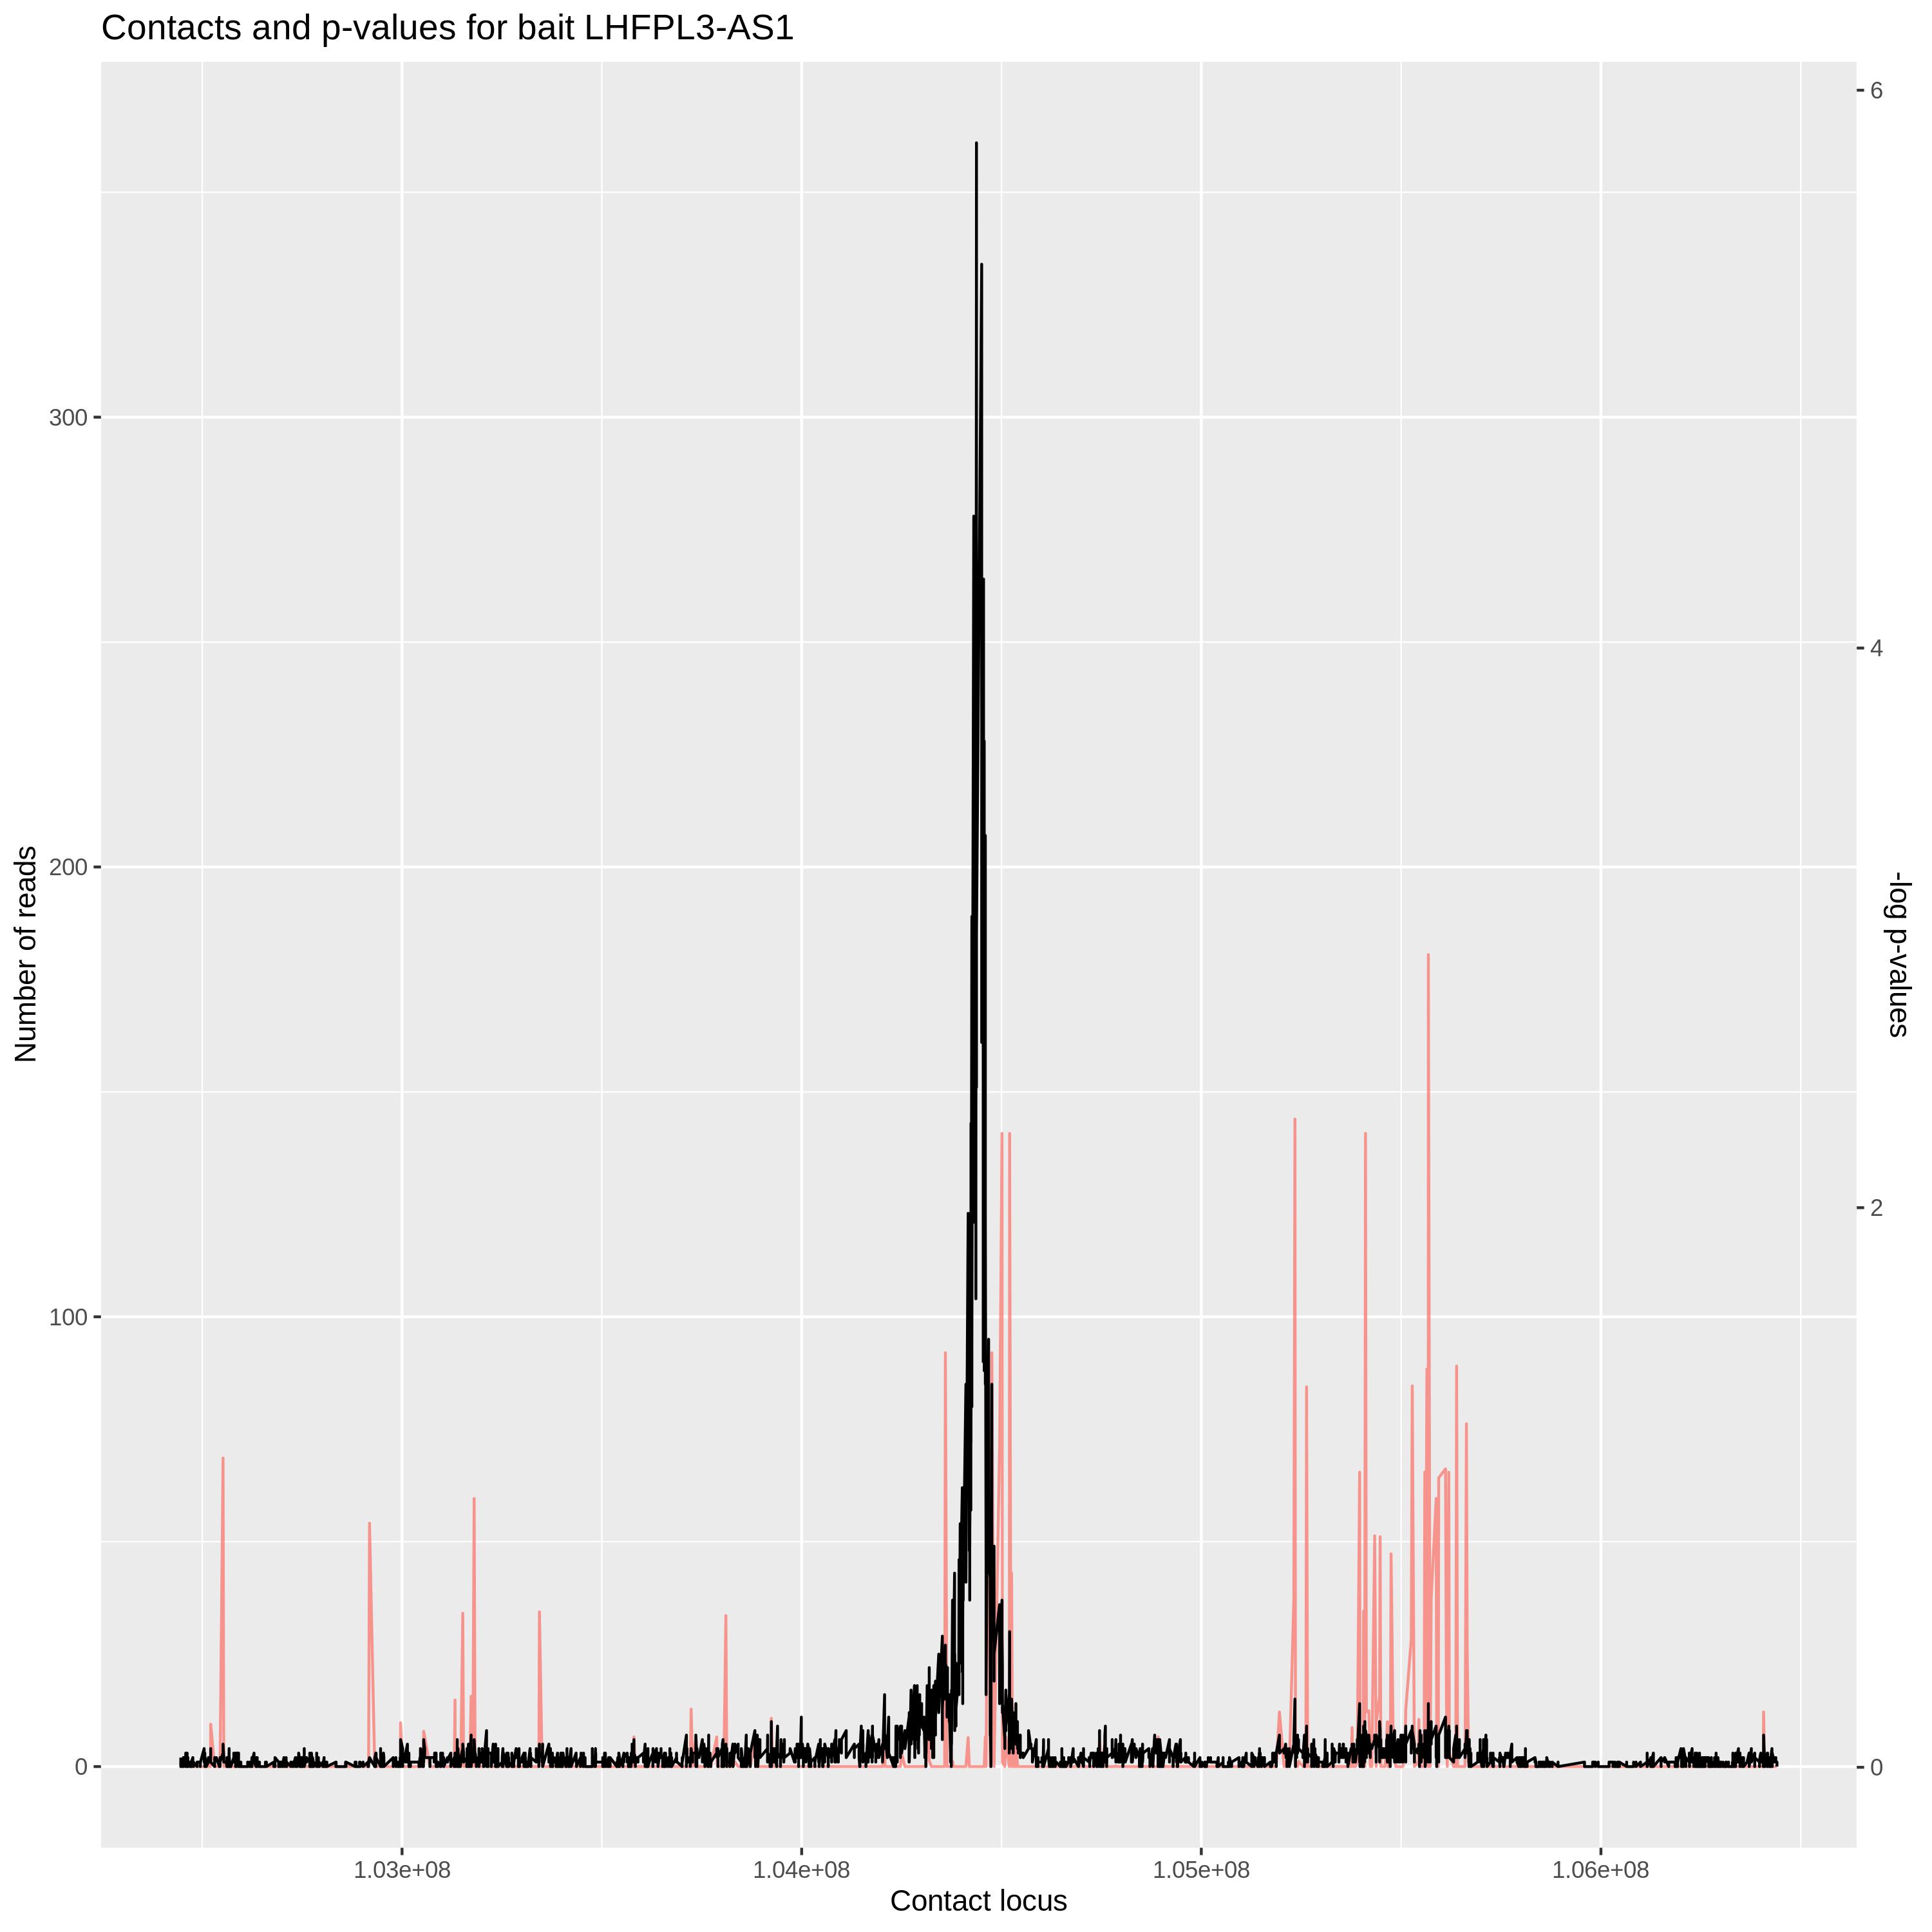 Contacts and p-values for bait LHFPL3-AS1
6
300
4
200
Number of reads
-log p-values
2
100
0
0
1.03e+08
1.04e+08
1.05e+08
1.06e+08
Contact locus